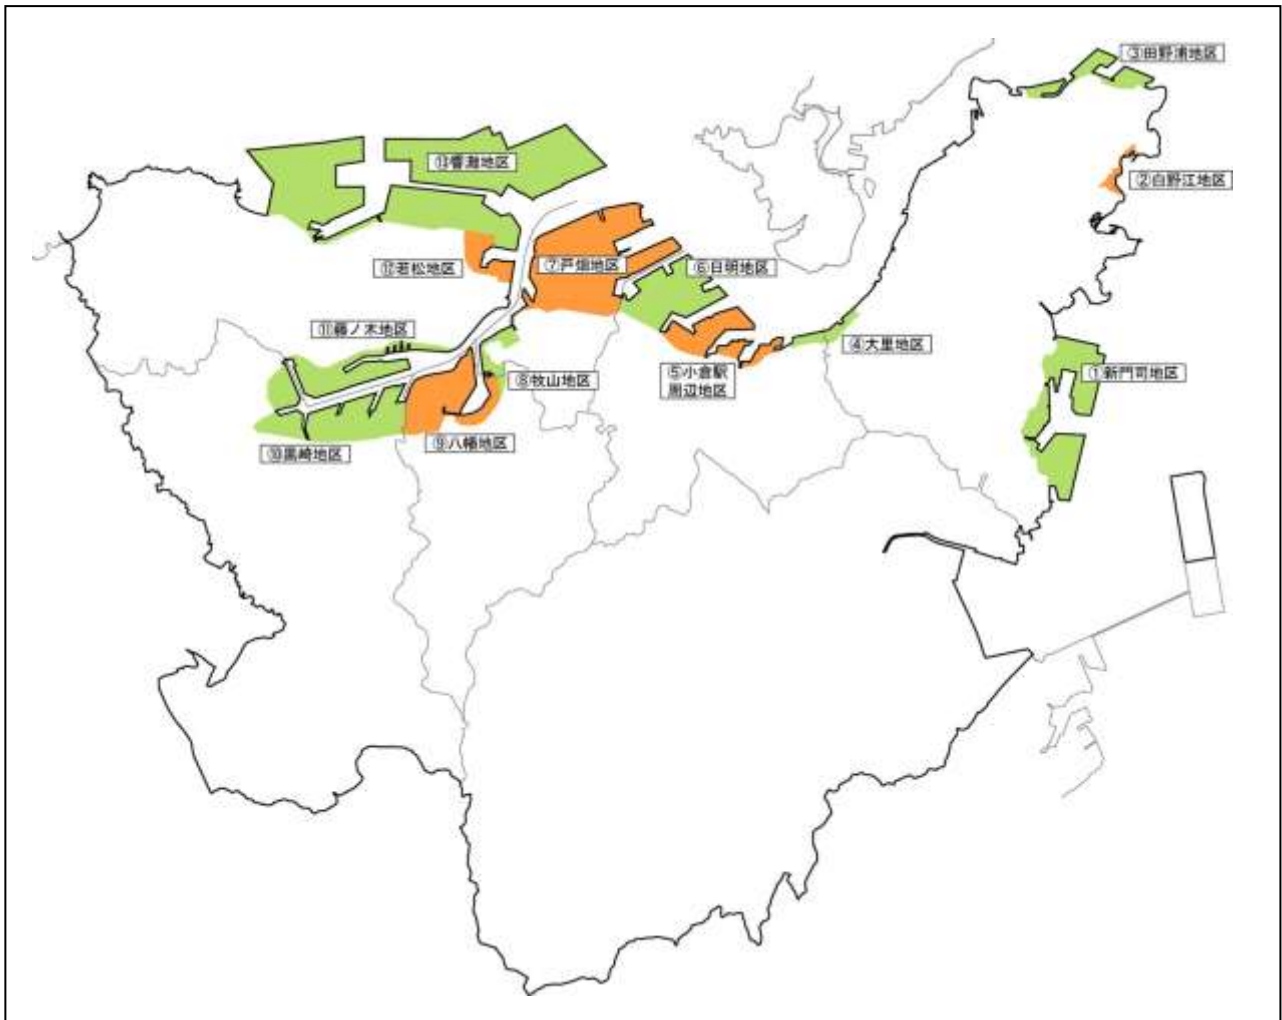 ③田野浦地区
⑬響灘地区
②白野江地区
⑫若松地区
⑦戸畑地区
⑥日明地区
⑪藤ノ木地区
④大里地区
⑤小倉駅
周辺地区
①新門司地区
⑧牧山地区
⑨八幡地区
⑩黒崎地区